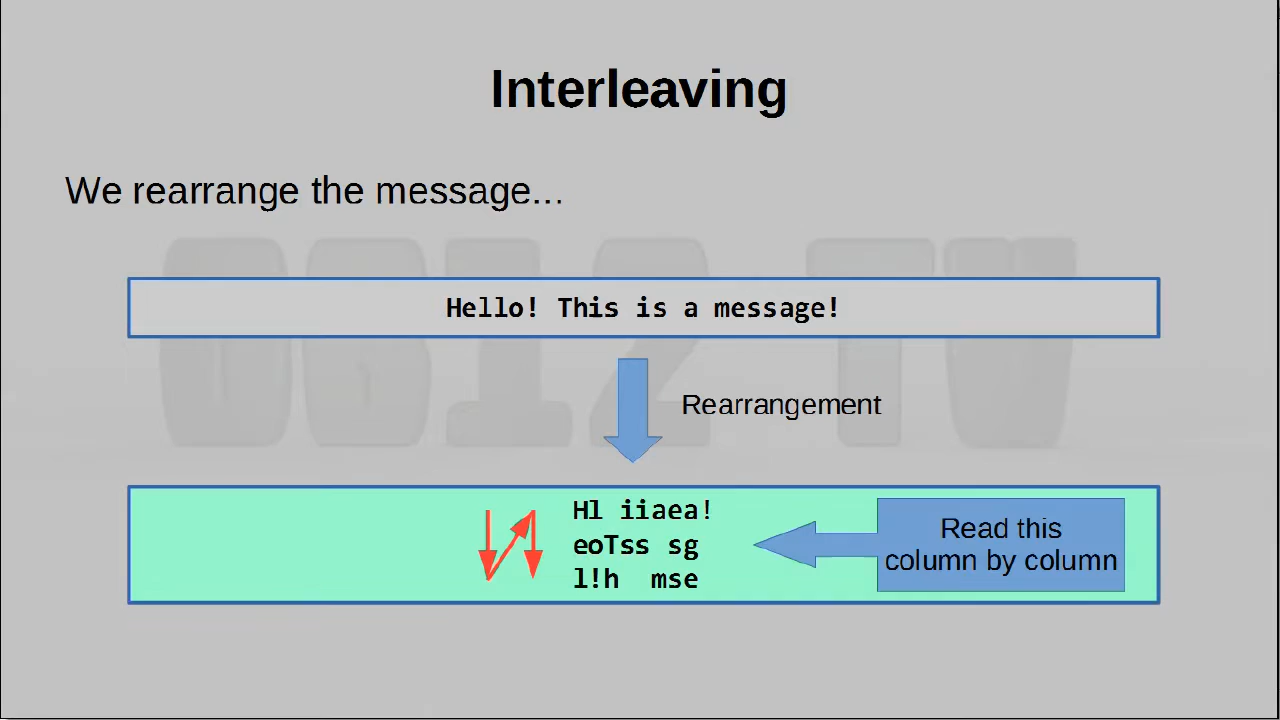 Interleaving
We rearrange the message...
Hello! This is a message!
Rearrangement
Hl iiaea!
eoTss sg
l!h  mse
Read this
column by column